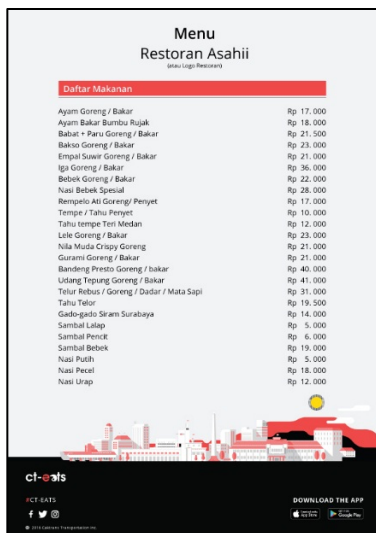 Menu
Restoran Asahii
(atau Logo Restoran)
Daftar Makanan
Ayam Goreng / Bakar Rp 17. 000
Ayam Bakar Bumbu Rujak Rp 18. 000
Babat + Paru Goreng / Bakar Rp 21. 500
Bakso Goreng / Bakar Rp 23. 000
Empal Suwir Goreng / Bakar Rp 21. 000
Iga Goreng / Bakar Rp 36. 000
Bebek Goreng / Bakar Rp 22. 000
Nasi Bebek Spesial Rp 28. 000
Rempelo Ati Goreng/ Penyet Rp 17. 000
Tempe / Tahu Penyet Rp 10. 000
Tahu tempe Teri Medan Rp 12. 000
Lele Goreng / Bakar Rp 23. 000
Nila Muda Crispy Goreng Rp 21. 000
Gurami Goreng / Bakar Rp 21. 000
Bandeng Presto Goreng / bakar Rp 40. 000
Udang Tepung Goreng / Bakar Rp 41. 000
Telur Rebus / Goreng / Dadar / Mata Sapi Rp 31. 000
Tahu Telor Rp 19. 500
Gado-gado Siram Surabaya Rp 14. 000
Sambal Lalap Rp 5. 000
Sambal Pencit Rp 6. 000
Sambal Bebek Rp 19. 000
Nasi Putih Rp 5. 000
Nasi Pecel Rp 18. 000
Nasi Urap Rp 12. 000
ct-eats
#CT-EATS
DOWNLOAD THE APP
App Store
Google Play
Transportation Inc.